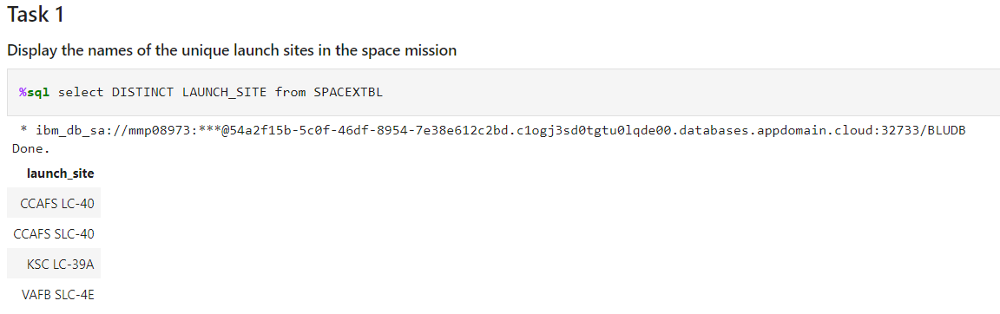 Task 1
Display the names of the unique launch sites in the space mission
%sql select DISTINCT LAUNCH_SITE from SPACEXTBL
* ibm_db_sa://mmp08973:***@54a2f15b-5c0f-46df-8954-7e38e612c2bd.c1ogj3sd0tgtu0lqde00.databases.appdomain.cloud:32733/BLUDB
Done.
launch_site
CCAFS LC-40
CCAFS SLC-40
KSC LC-39A
VAFB SLC-4E